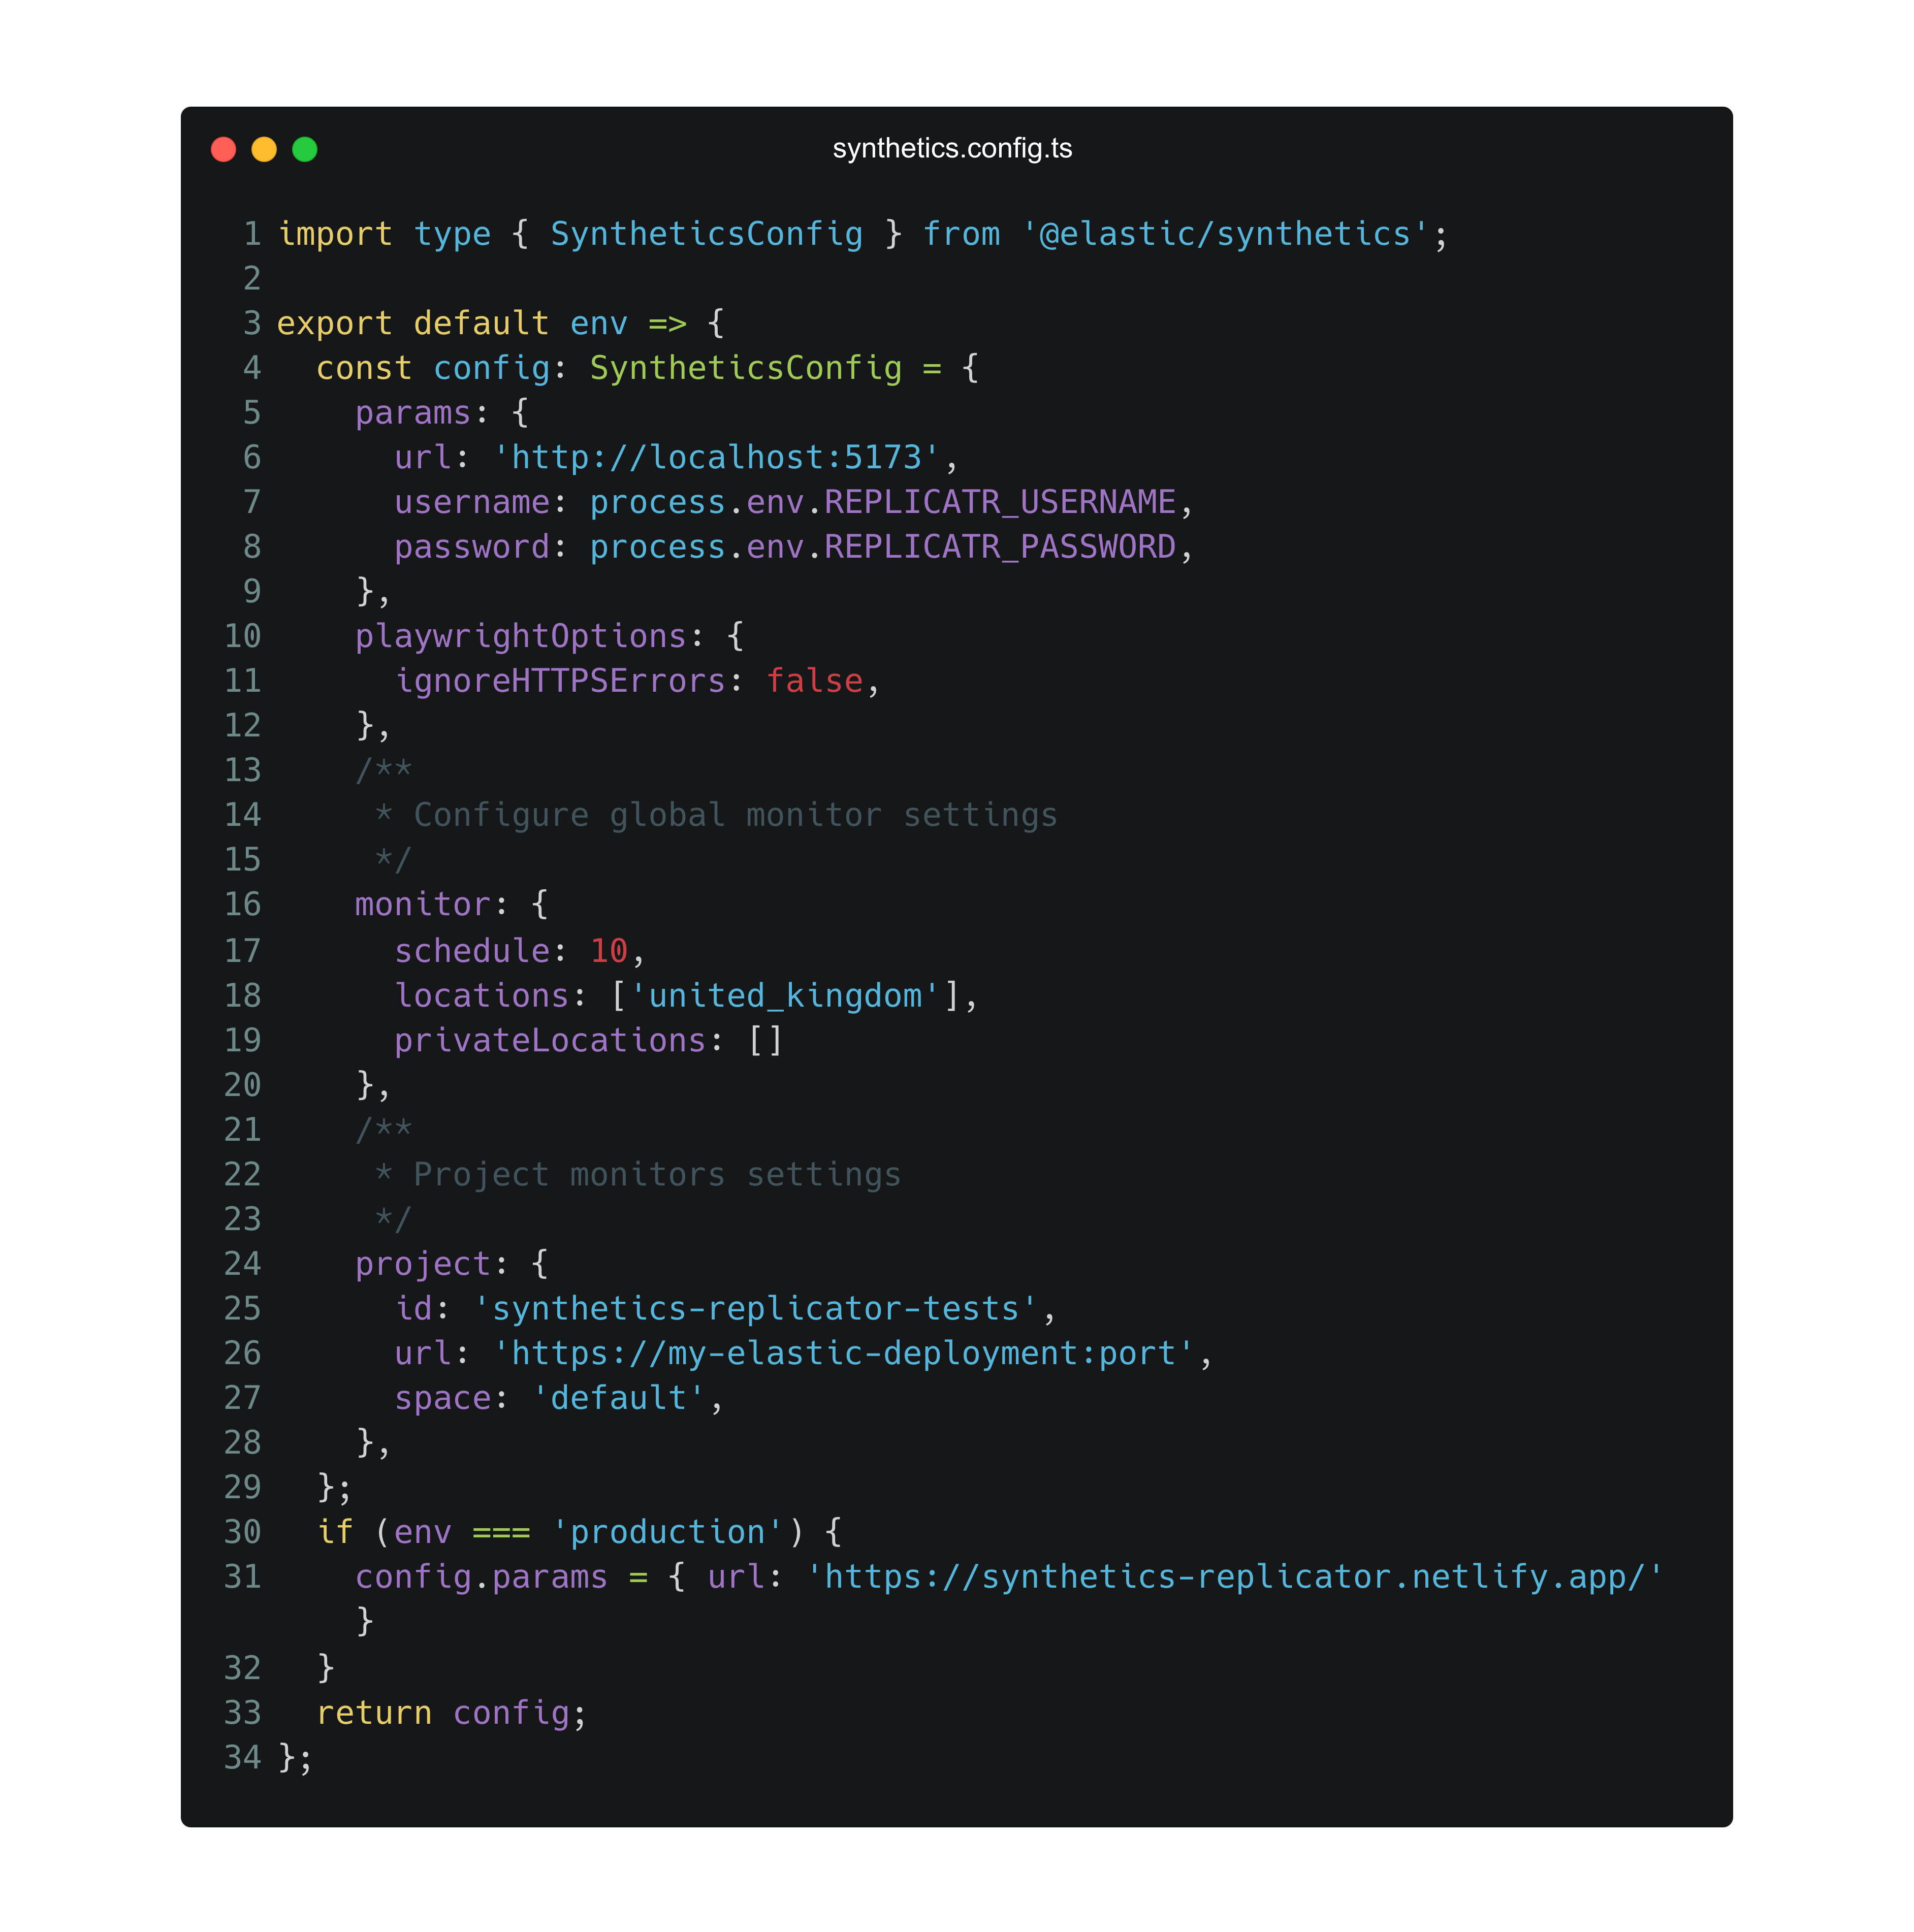 synthetics.config.ts
1 import type { SyntheticsConfig } from '@elastic/synthetics';
2
3 export default env => {
4   const config: SyntheticsConfig = {
5     params: {
6       url: 'http://localhost:5173',
7       username: process.env.REPLICATR_USERNAME,
8       password: process.env.REPLICATR_PASSWORD,
9     },
10     playwrightOptions: {
11       ignoreHTTPSErrors: false,
12     },
13     /**
14      * Configure global monitor settings
15      */
16     monitor: {
17       schedule: 10,
18       locations: ['united_kingdom'],
19       privateLocations: []
20     },
21     /**
22      * Project monitors settings
23      */
24     project: {
25       id: 'synthetics-replicator-tests',
26       url: 'https://my-elastic-deployment:port',
27       space: 'default',
28     },
29   };
30   if (env === 'production') {
31     config.params = { url: 'https://synthetics-replicator.netlify.app/'
    }
32   }
33   return config;
34 };